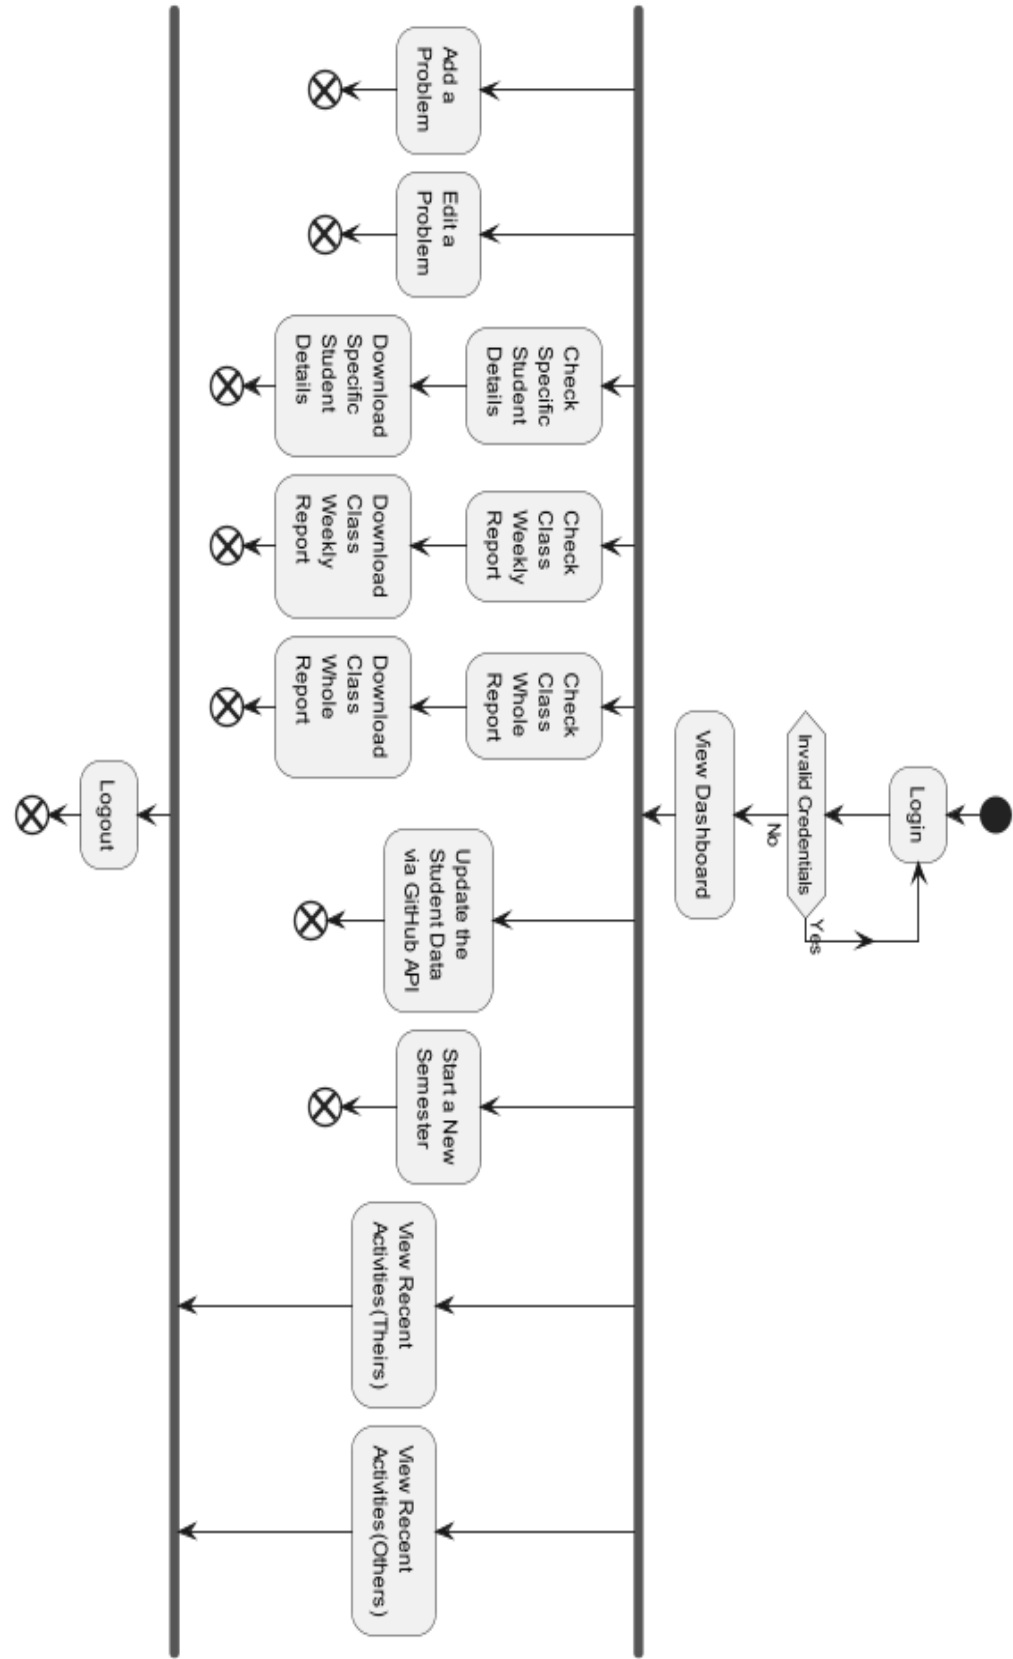 Login
Invalid Credentials
Yes
No
View Dashboard
Add a
Problem
Edit a
Problem
Check
Specific
Student
Details
Download
Specific
Student
Details
Check
Class
Weekly
Report
Download
Class
Weekly
Report
Check
Class
Whole
Report
Download
Class
Whole
Report
Update the
Student Data
via GitHub API
Start a New
Semester
View Recent
Activities(Theirs)
View Recent
Activities(Others)
Logout